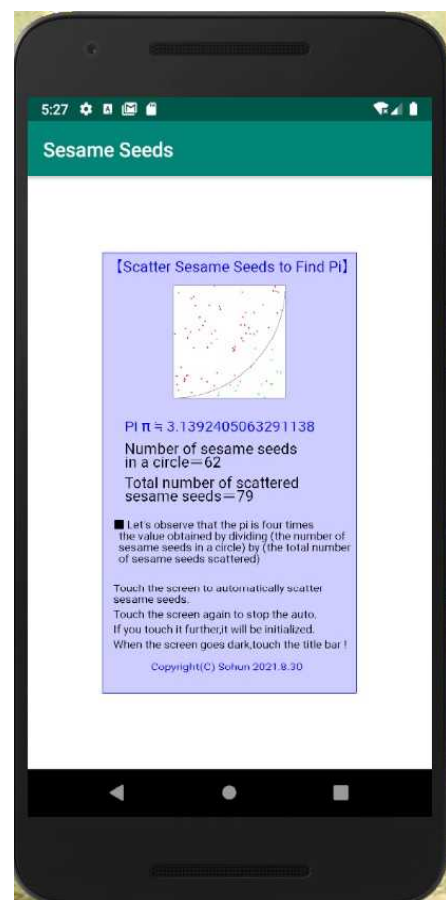 5:27
Sesame Seeds
【Scatter Sesame Seeds to Find Pi】
Pi π ≒ 3.1392405063291138
Number of sesame seeds
in a circle=62
Total number of scattered
sesame seeds=79
■ Let's observe that the pi is four times
the value obtained by dividing (the number of
sesame seeds in a circle) by (the total number
of sesame seeds scattered)
Touch the screen to automatically scatter
sesame seeds.
Touch the screen again to stop the auto.
If you touch it further,it will be initialized.
When the screen goes dark,touch the title bar !
Copyright(C) Sohun 2021.8.30